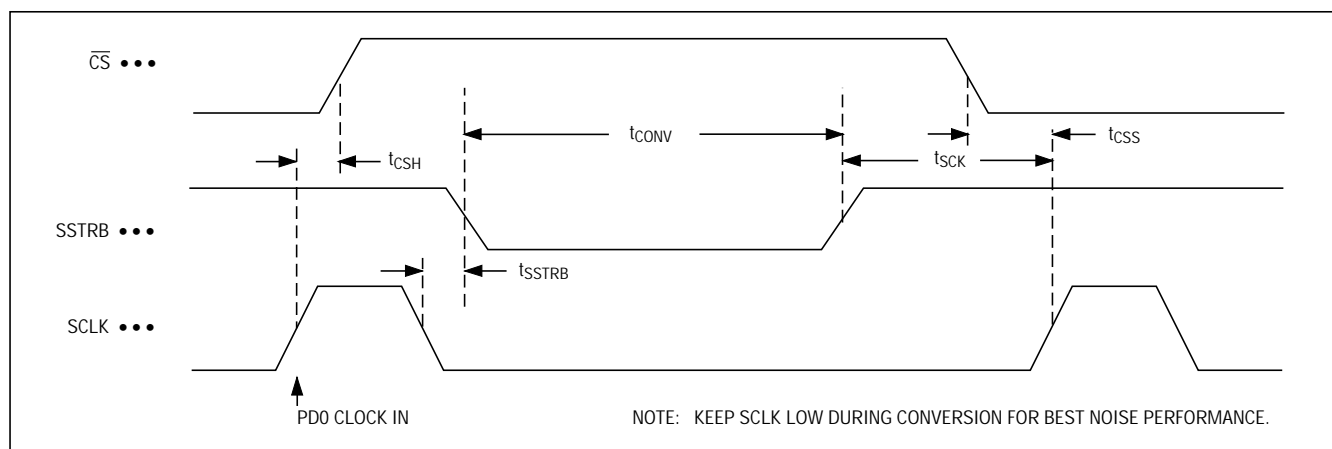 C̅S̅ •••
tCONV
tCSS
tCSH
tSCK
SSTRB •••
tSSTRB
SCLK •••
PD0 CLOCK IN
NOTE: KEEP SCLK LOW DURING CONVERSION FOR BEST NOISE PERFORMANCE.